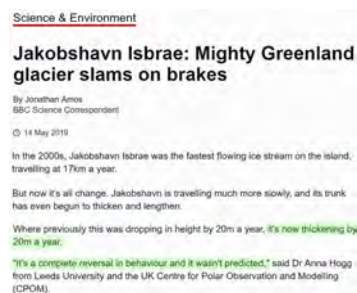 Science & Environment
Jakobshavn Isbrae: Mighty Greenland
glacier slams on brakes
By Jonathan Amos
BBC Science Correspondent
14 May 2019
In the 2000s, Jakobshavn Isbrae was the fastest flowing ice stream on the island,
travelling at 17km a year.
But now it's all change. Jakobshavn is travelling much more slowly, and its trunk
has even begun to thicken and lengthen.
Where previously this was dropping in height by 20m a year, it's now thickening by
20m a year.
"It's a complete reversal in behaviour and it wasn't predicted," said Dr Anna Hogg
from Leeds University and the UK Centre for Polar Observation and Modelling
(CPOM).